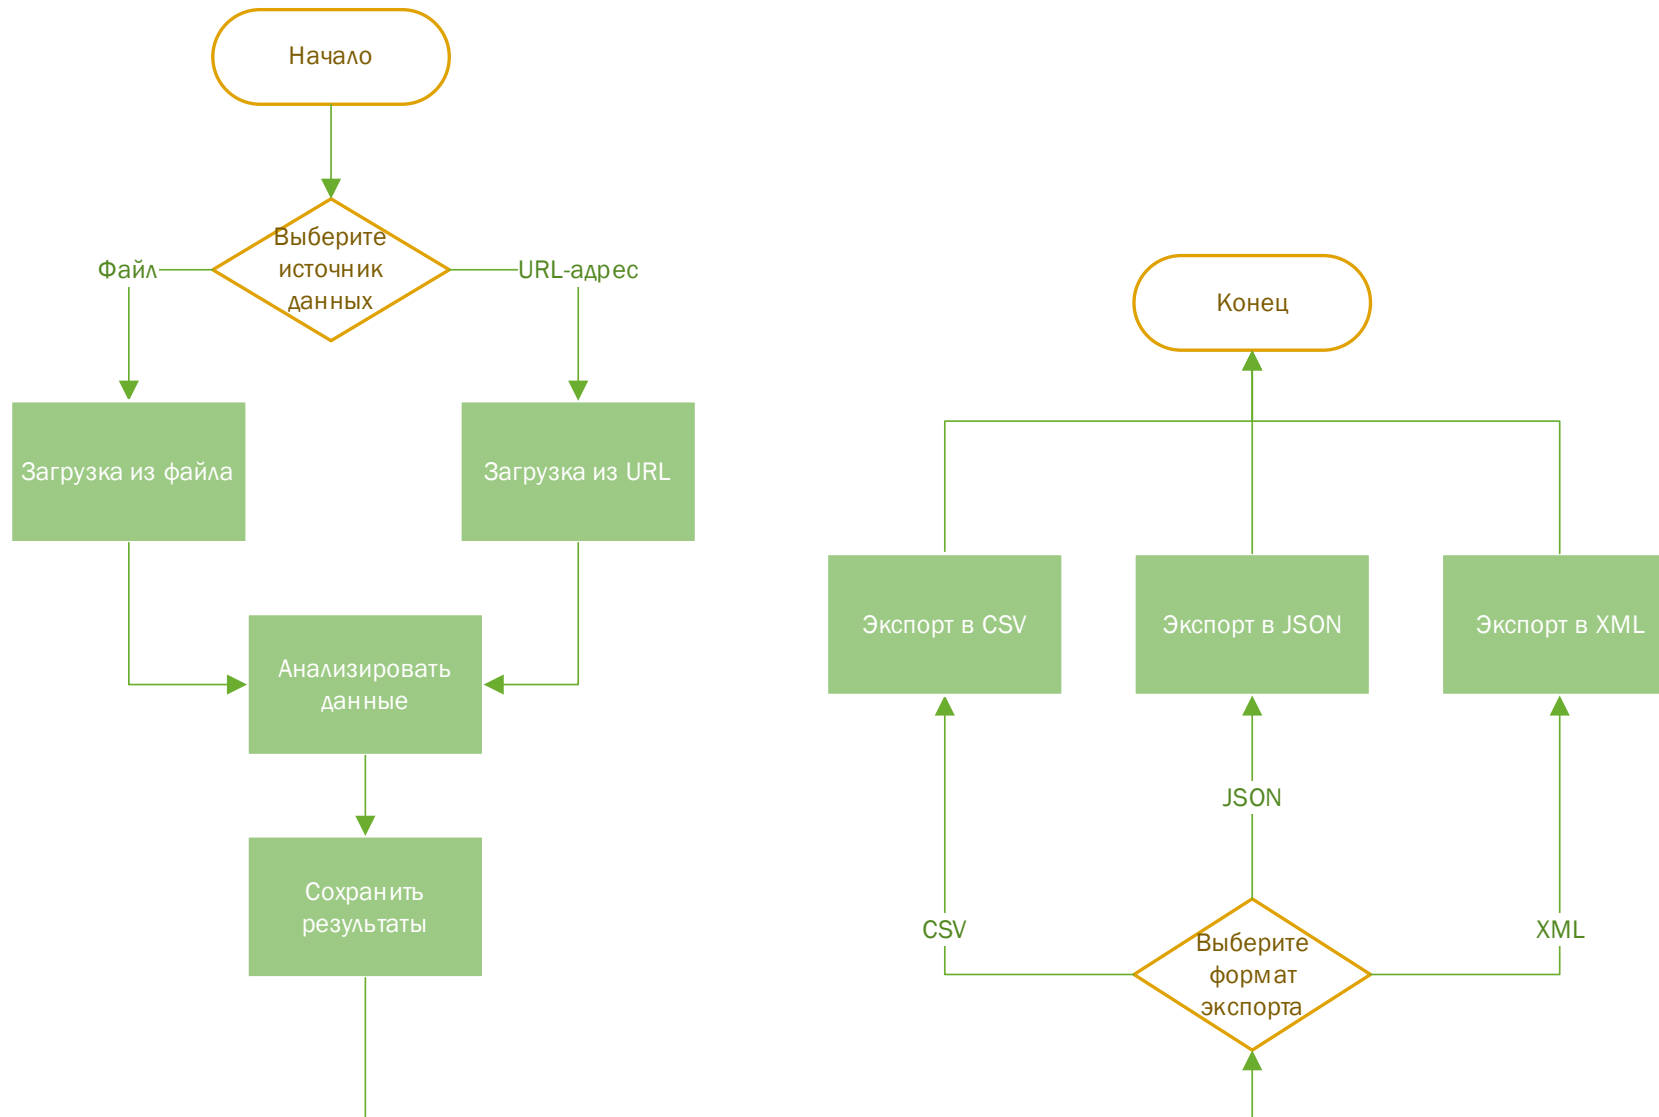 Начало
Выберите
источник
данных
Файл
URL-адрес
Загрузка из файла
Загрузка из URL
Анализировать
данные
Сохранить
результаты
Конец
Экспорт в CSV
Экспорт в JSON
Экспорт в XML
JSON
CSV
XML
Выберите
формат
экспорта